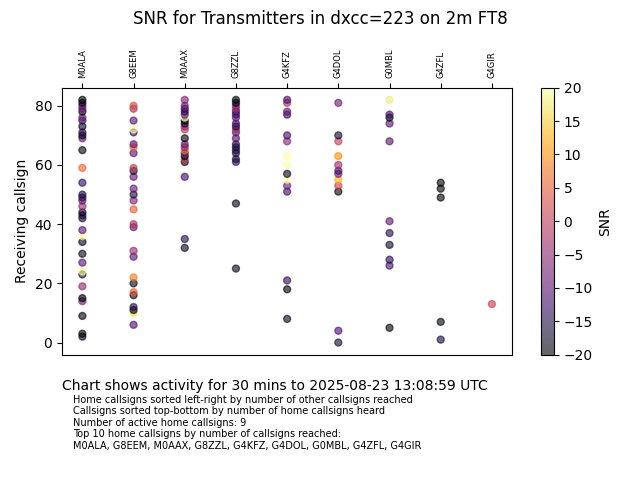 SNR for Transmitters in dxcc=223 on 2m FT8
M0ALA G8EEM M0AAX G8ZZL G4KFZ G4DOL G0MBL G4ZFL G4GIR
80
60
40
20
0
Receiving callsign
20
15
10
5
0
−5
−10
−15
−20
SNR
Chart shows activity for 30 mins to 2025-08-23 13:08:59 UTC
Home callsigns sorted left-right by number of other callsigns reached
Callsigns sorted top-bottom by number of home callsigns heard
Number of active home callsigns: 9
Top 10 home callsigns by number of callsigns reached:
M0ALA, G8EEM, M0AAX, G8ZZL, G4KFZ, G4DOL, G0MBL, G4ZFL, G4GIR